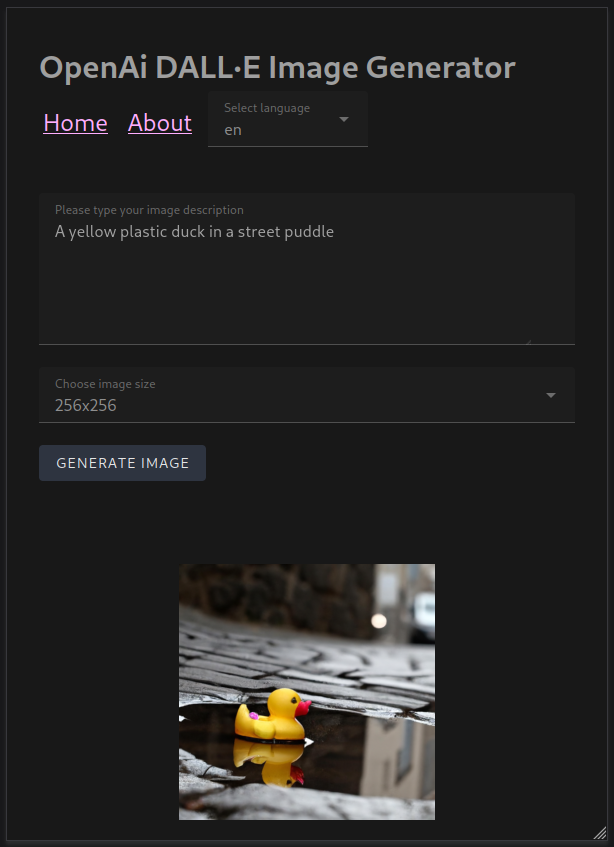 OpenAi DALL·E Image Generator
Home About
Select language
en
Please type your image description
A yellow plastic duck in a street puddle
Choose image size
256x256
GENERATE IMAGE